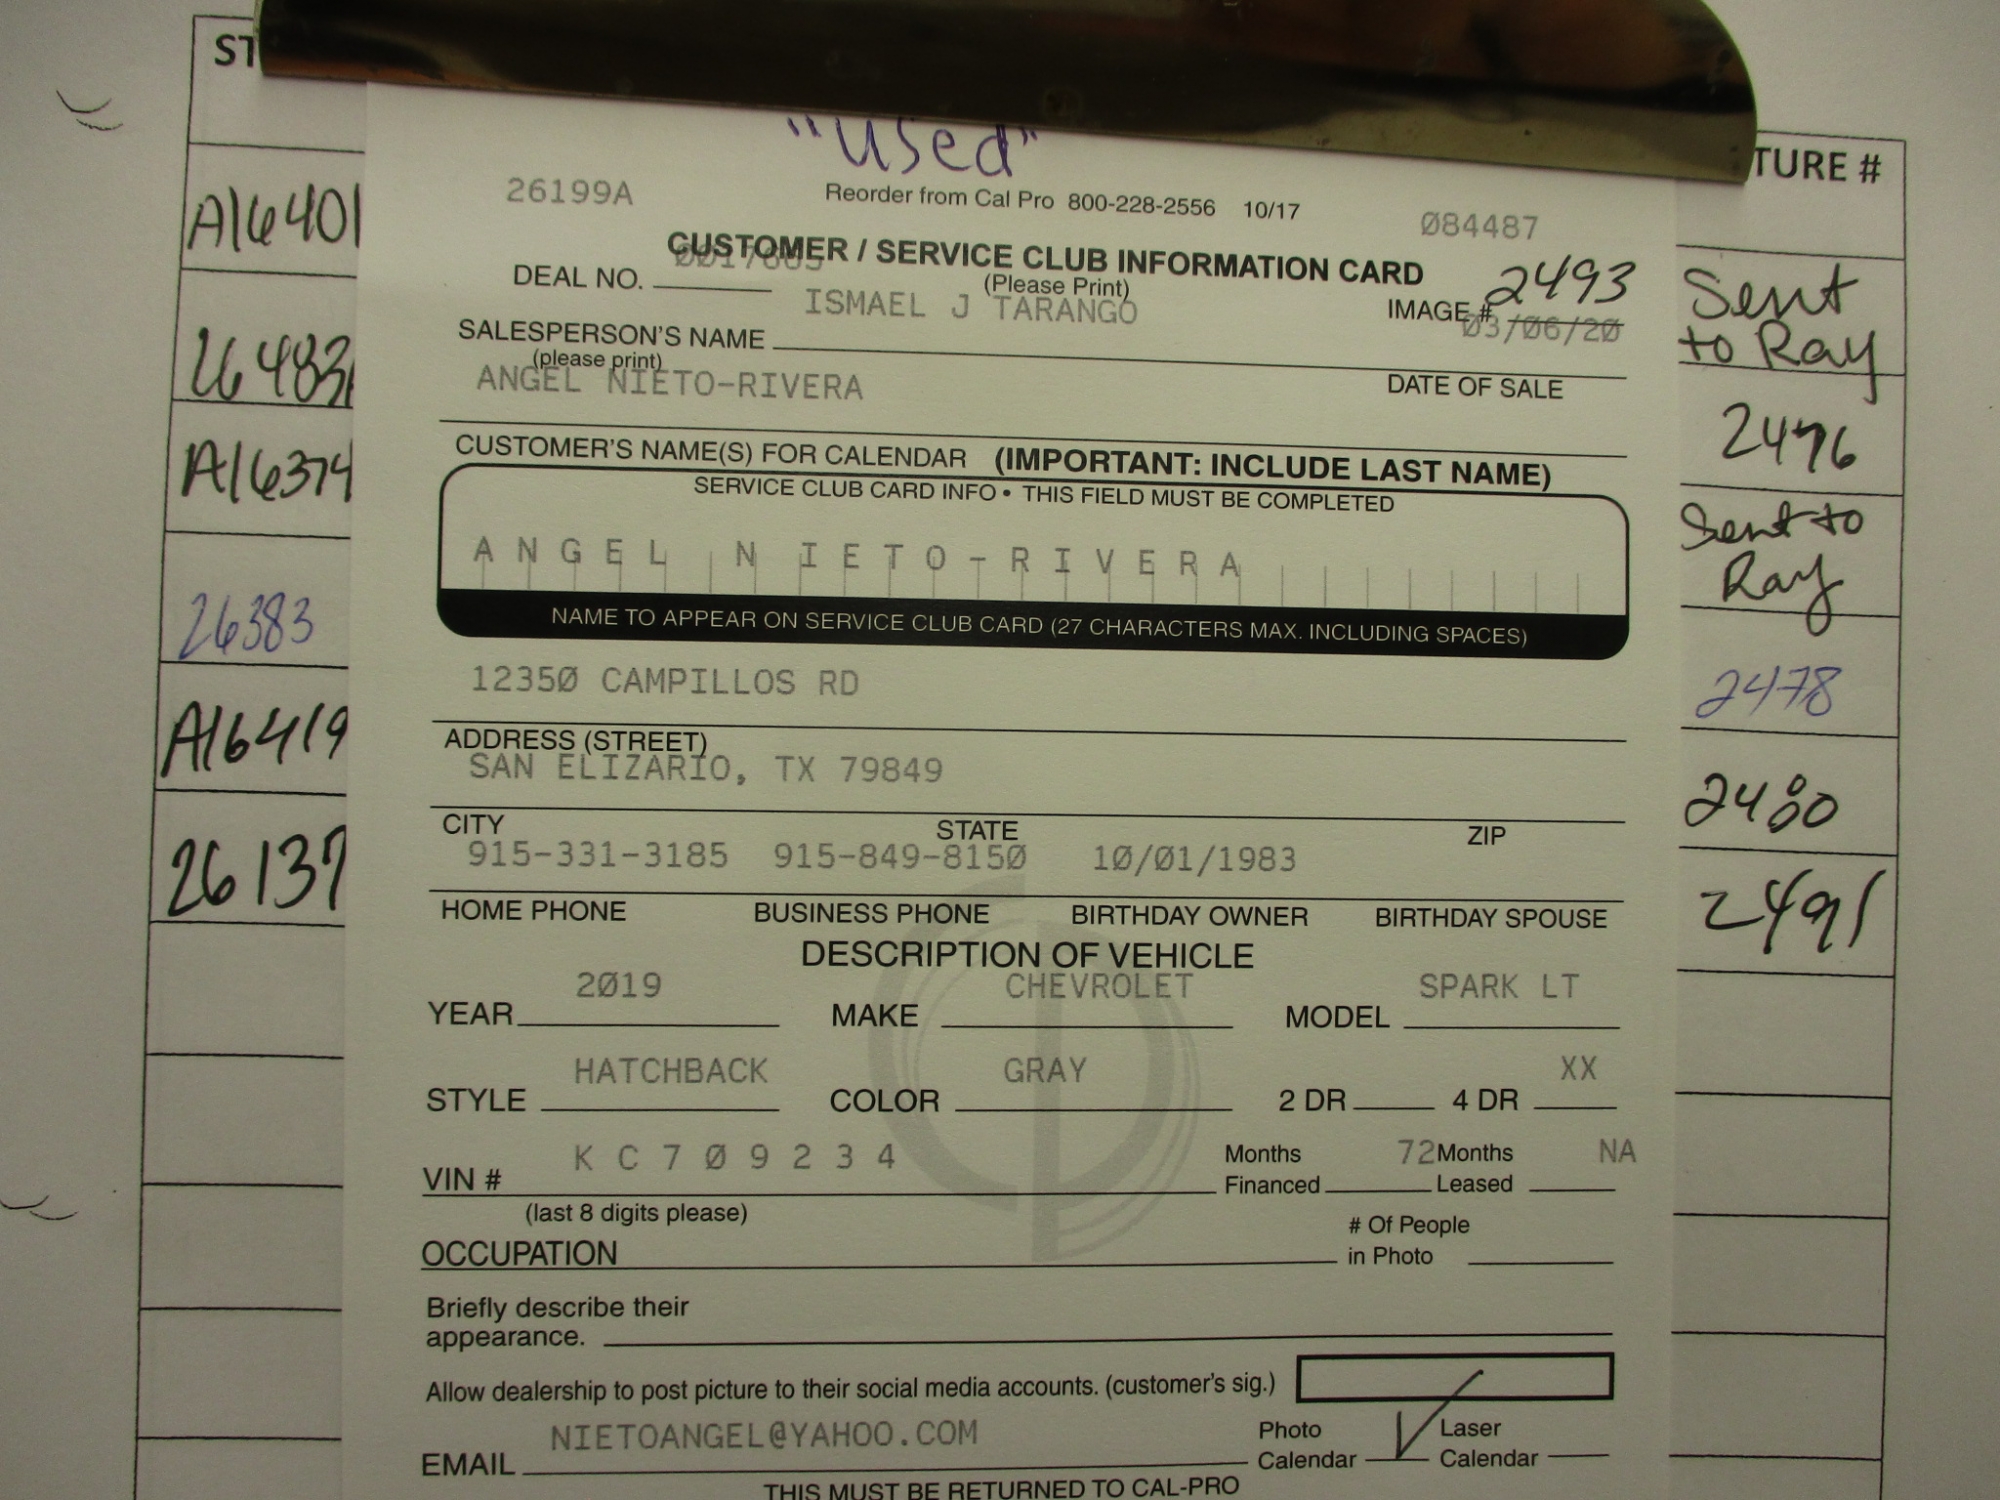 ST
TURE #
"Used"
26199A
Reorder from Cal Pro 800-228-2556 10/17
Ø84487
CUSTOMER / SERVICE CLUB INFORMATION CARD
DEAL NO.
(Please Print)
2493
ISMAEL J TARANGO
IMAGE #
Ø3/Ø6/2Ø
SALESPERSON'S NAME
(please print)
ANGEL NIETO-RIVERA
DATE OF SALE
CUSTOMER'S NAME(S) FOR CALENDAR (IMPORTANT: INCLUDE LAST NAME)
SERVICE CLUB CARD INFO • THIS FIELD MUST BE COMPLETED
ANGEL NIETO-RIVERA
NAME TO APPEAR ON SERVICE CLUB CARD (27 CHARACTERS MAX. INCLUDING SPACES)
1235Ø CAMPILLOS RD
ADDRESS (STREET)
SAN ELIZARIO, TX 79849
CITY STATE ZIP
915-331-3185 915-849-815Ø 1Ø/Ø1/1983
HOME PHONE BUSINESS PHONE BIRTHDAY OWNER BIRTHDAY SPOUSE
DESCRIPTION OF VEHICLE
2Ø19 CHEVROLET SPARK LT
YEAR MAKE MODEL
HATCHBACK GRAY XX
STYLE COLOR 2 DR 4 DR
K C 7 Ø 9 2 3 4
Months 72 Months NA
VIN # Financed Leased
(last 8 digits please)
# Of People
OCCUPATION in Photo
Briefly describe their
appearance.
Allow dealership to post picture to their social media accounts. (customer's sig.)
NIETOANGEL@YAHOO.COM
Photo Laser
EMAIL Calendar Calendar
THIS MUST BE RETURNED TO CAL-PRO
A16401
Sent
to Ray
2476
A16374
Sent to
Ray
26383
2478
A16419
2480
26137
2491